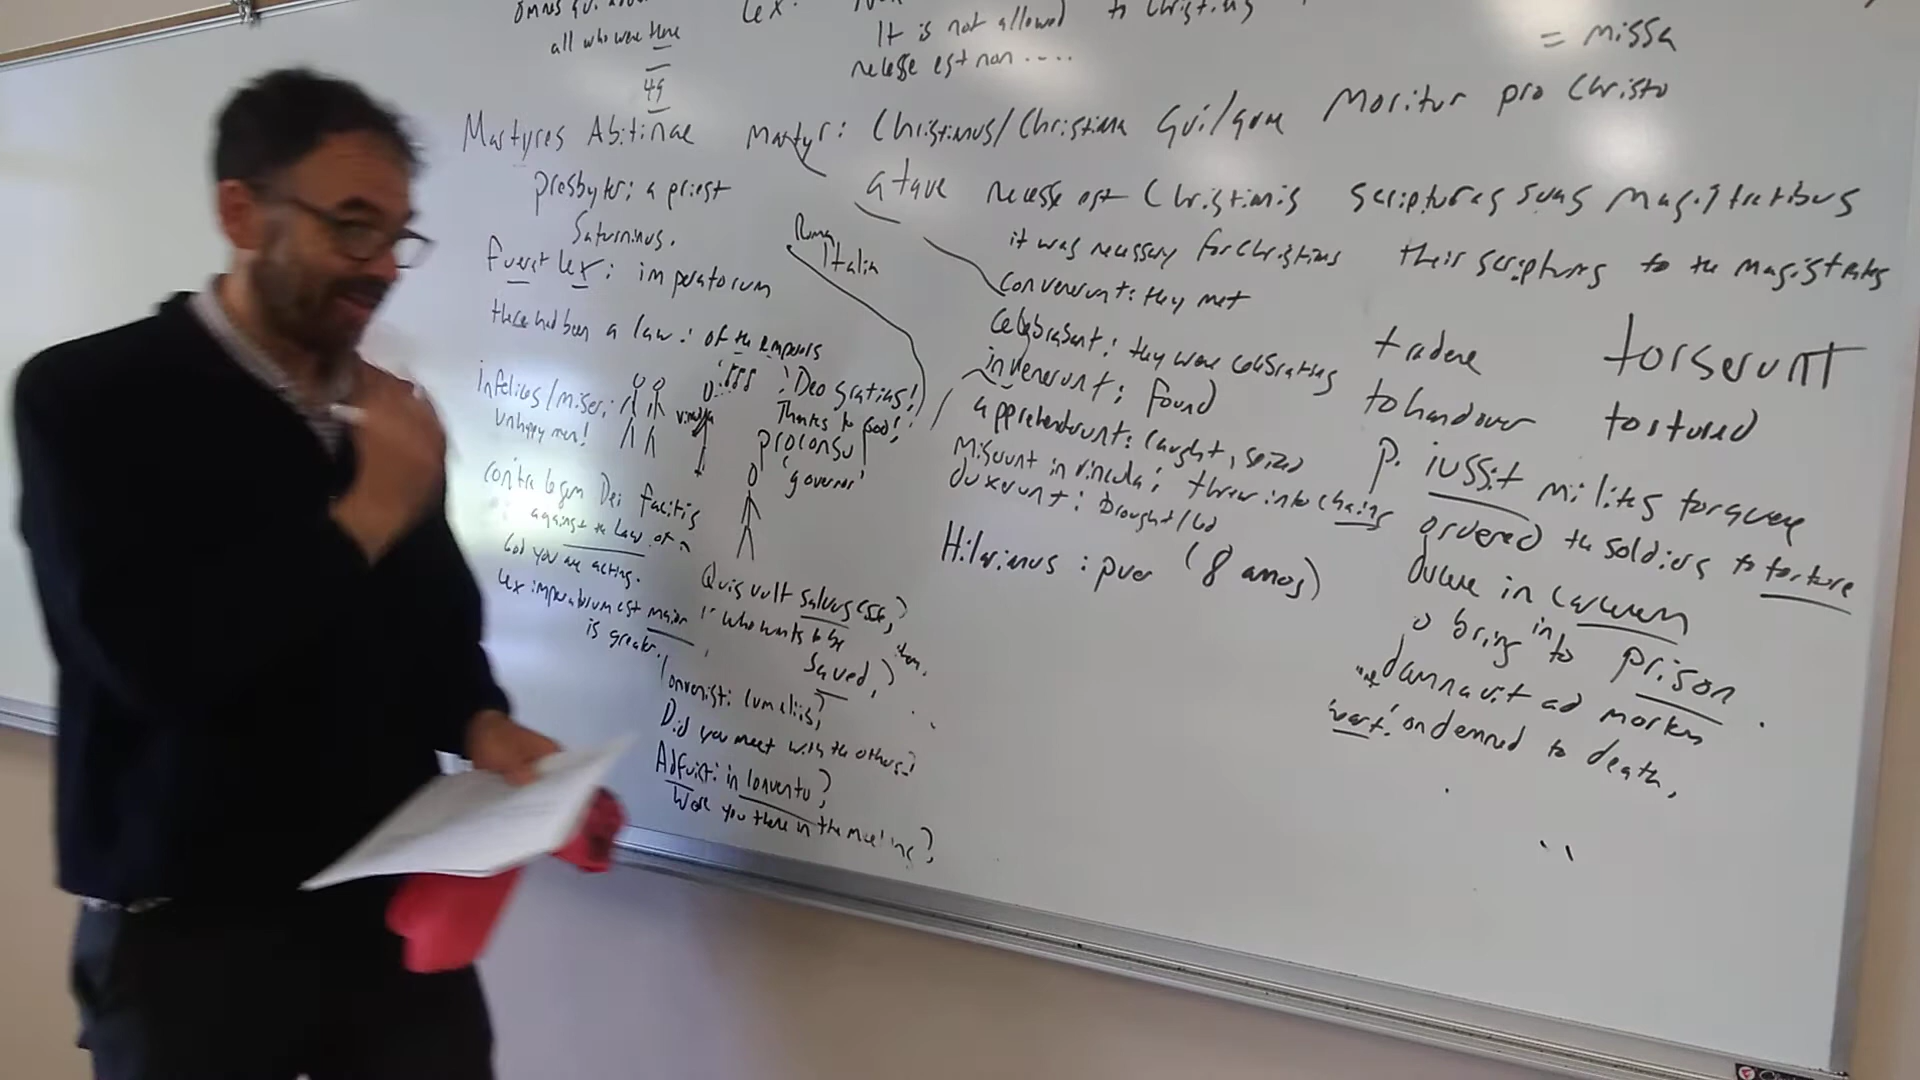 all who were there
49
lex.
It is not allowed to Christians
necesse est non ....
= missa
Martyres Abitinae
martyr: Christianus/Christiana qui/quae moritur pro Christo
presbyter: a priest
Saturninus.
Fuerat lex: imperatorum
there had been a law: of the emperors
infelices/miseri
unhappy men!
contra legem Dei facitis
against the law of
God you are acting.
lex imperatorum est maior
is greater.
Roma
Italia
Deo gratias!
Thanks to God!
proconsul
'governor'
Quis vult salvus esse?
who wants to be
saved?
Convenisti cum aliis?
Did you meet with the others?
Adfuisti in conventu?
Were you there in the meeting?
necesse est Christianis scripturas suas magistratibus
it was necessary for Christians their scriptures to the magistrates
convenerunt: they met
celebrabant: they were celebrating
invenerunt: found
apprehenderunt: caught, seized
miserunt in vincula: threw into chains
duxerunt: brought/led
Hilarianus: puer (8 annos)
tradere
to hand over
torserunt
tortured
P. iussit milites torquere
ordered the soldiers to torture
ducere in carcerem
bring into prison
damnavit ad mortem
condemned to death,